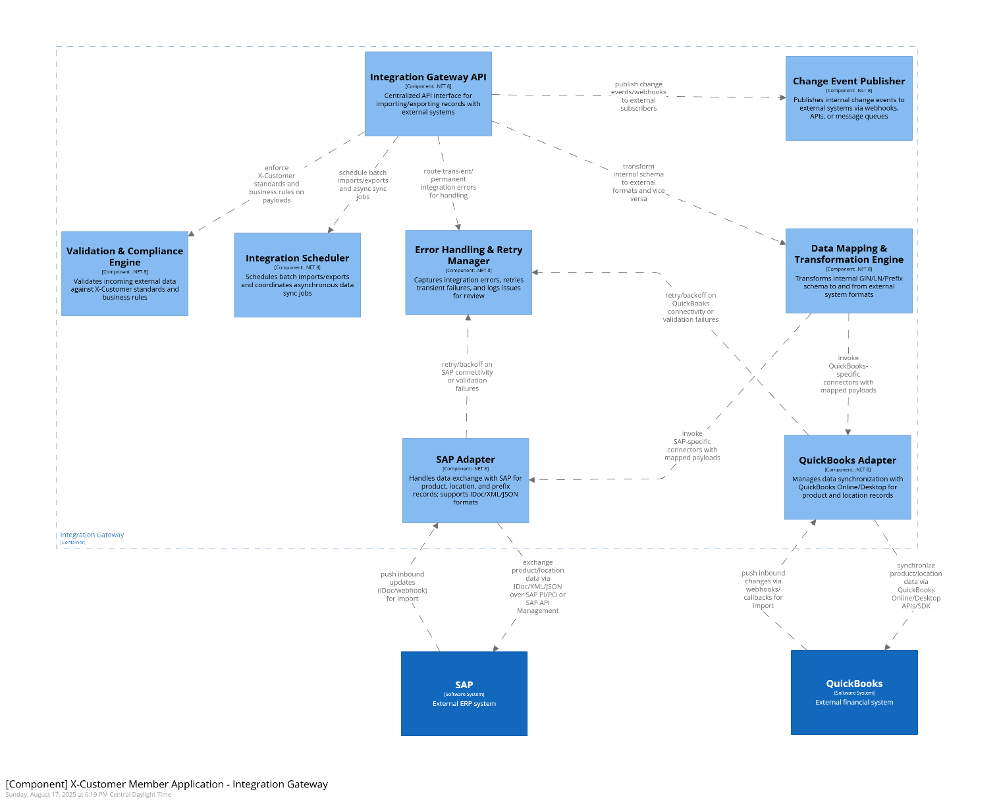 Integration Gateway API
[Component: .NET 8]
Centralized API interface for
importing/exporting records with
external systems
publish change
events/webhooks
to external
subscribers
Change Event Publisher
[Component: .NET 8]
Publishes internal change events to
external systems via webhooks,
APIs, or message queues
enforce
X-Customer
standards and
business rules on
payloads
schedule batch
imports/exports
and async sync
jobs
route transient/
permanent
integration errors
for handling
transform
internal schema
to external
formats and vice
versa
Validation & Compliance
Engine
[Component: .NET 8]
Validates incoming external data
against X-Customer standards and
business rules
Integration Scheduler
[Component: .NET 8]
Schedules batch imports/exports
and coordinates asynchronous data
sync jobs
Error Handling & Retry
Manager
[Component: .NET 8]
Captures integration errors, retries
transient failures, and logs issues
for review
Data Mapping &
Transformation Engine
[Component: .NET 8]
Transforms internal GIN/LN/Prefix
schema to and from external
system formats
retry/backoff on
QuickBooks
connectivity or
validation failures
retry/backoff on
SAP connectivity
or validation
failures
invoke
QuickBooks-
specific
connectors with
mapped payloads
invoke
SAP-specific
connectors with
mapped payloads
SAP Adapter
[Component: .NET 8]
Handles data exchange with SAP for
product, location, and prefix
records; supports IDoc/XML/JSON
formats
QuickBooks Adapter
[Component: .NET 8]
Manages data synchronization with
QuickBooks Online/Desktop for
product and location records
Integration Gateway
[Container]
push inbound
updates
(IDoc/webhook)
for import
exchange
product/location
data via
IDoc/XML/JSON
over SAP PI/PO or
SAP API
Management
push inbound
changes via
webhooks/
callbacks for
import
synchronize
product/location
data via
QuickBooks
Online/Desktop
APIs/SDK
SAP
[Software System]
External ERP system
QuickBooks
[Software System]
External financial system
[Component] X-Customer Member Application - Integration Gateway
Sunday, August 17, 2025 at 6:19 PM Central Daylight Time